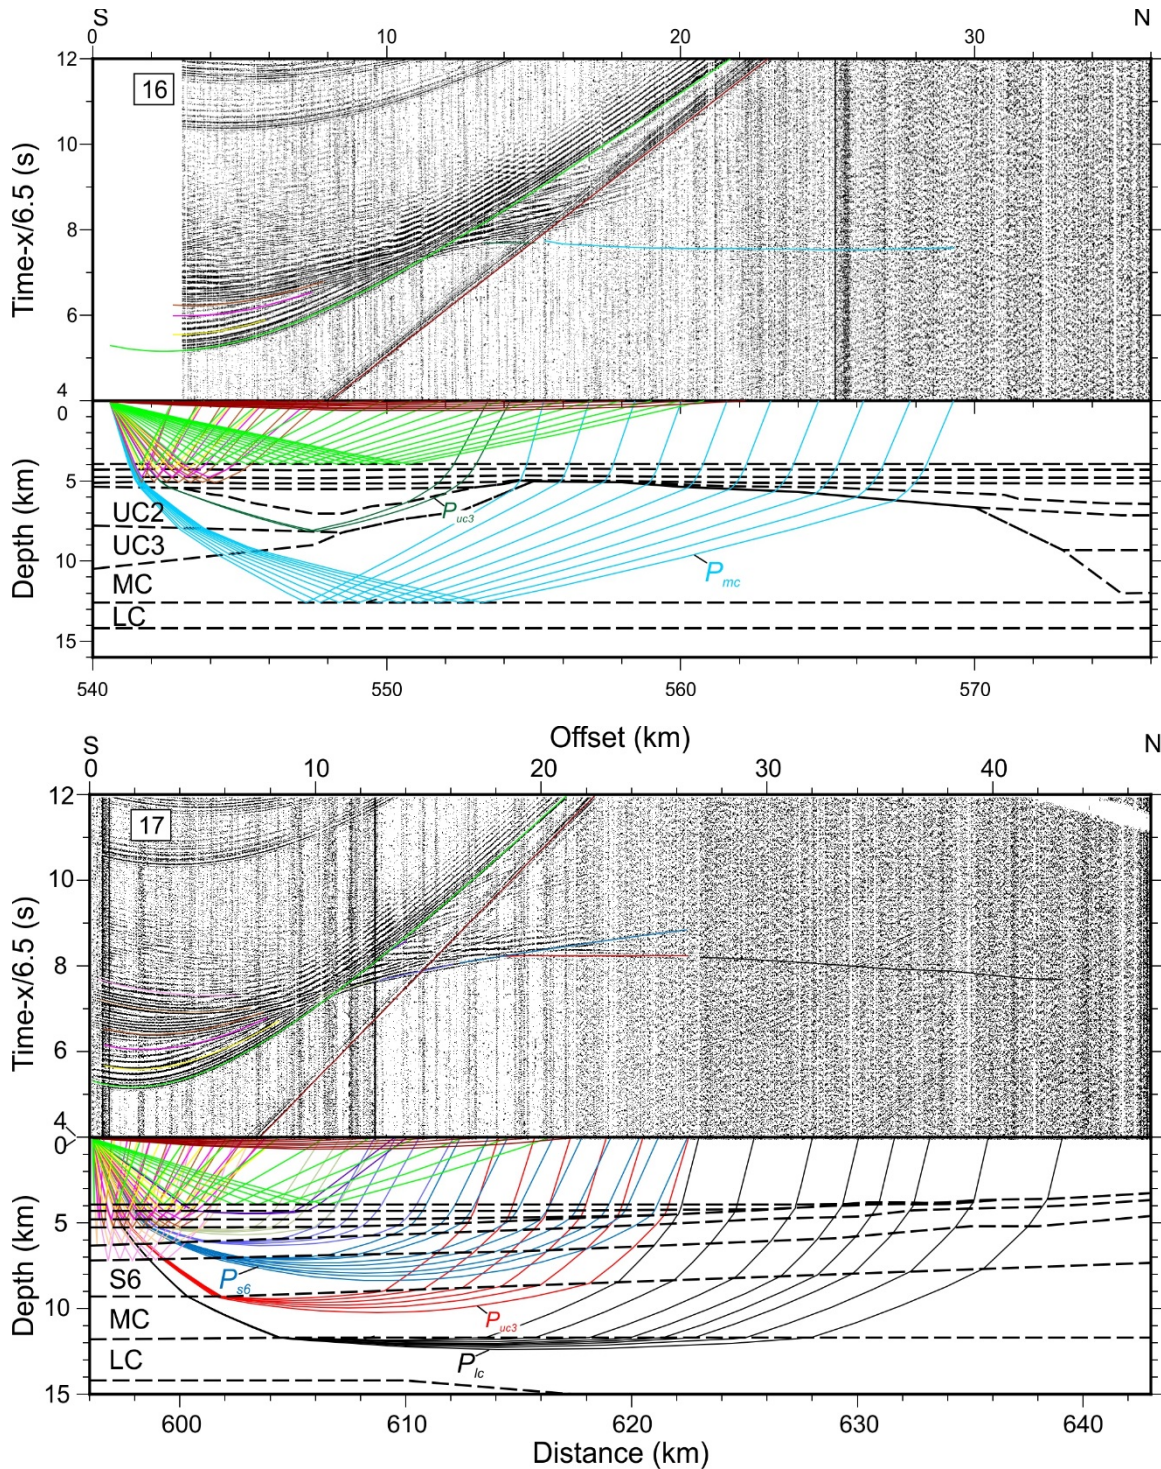 S N
0 10 20 30
12
16
10
8
6
4
Time-x/6.5 (s)
0
5
10
15
Depth (km)
UC2
UC3
MC
LC
P uc3
P mc
540 550 560 570
Offset (km)
S N
0 10 20 30 40
12
17
10
8
6
4
Time-x/6.5 (s)
0
5
10
15
Depth (km)
S6
MC
LC
P s6
P uc3
P lc
600 610 620 630 640
Distance (km)